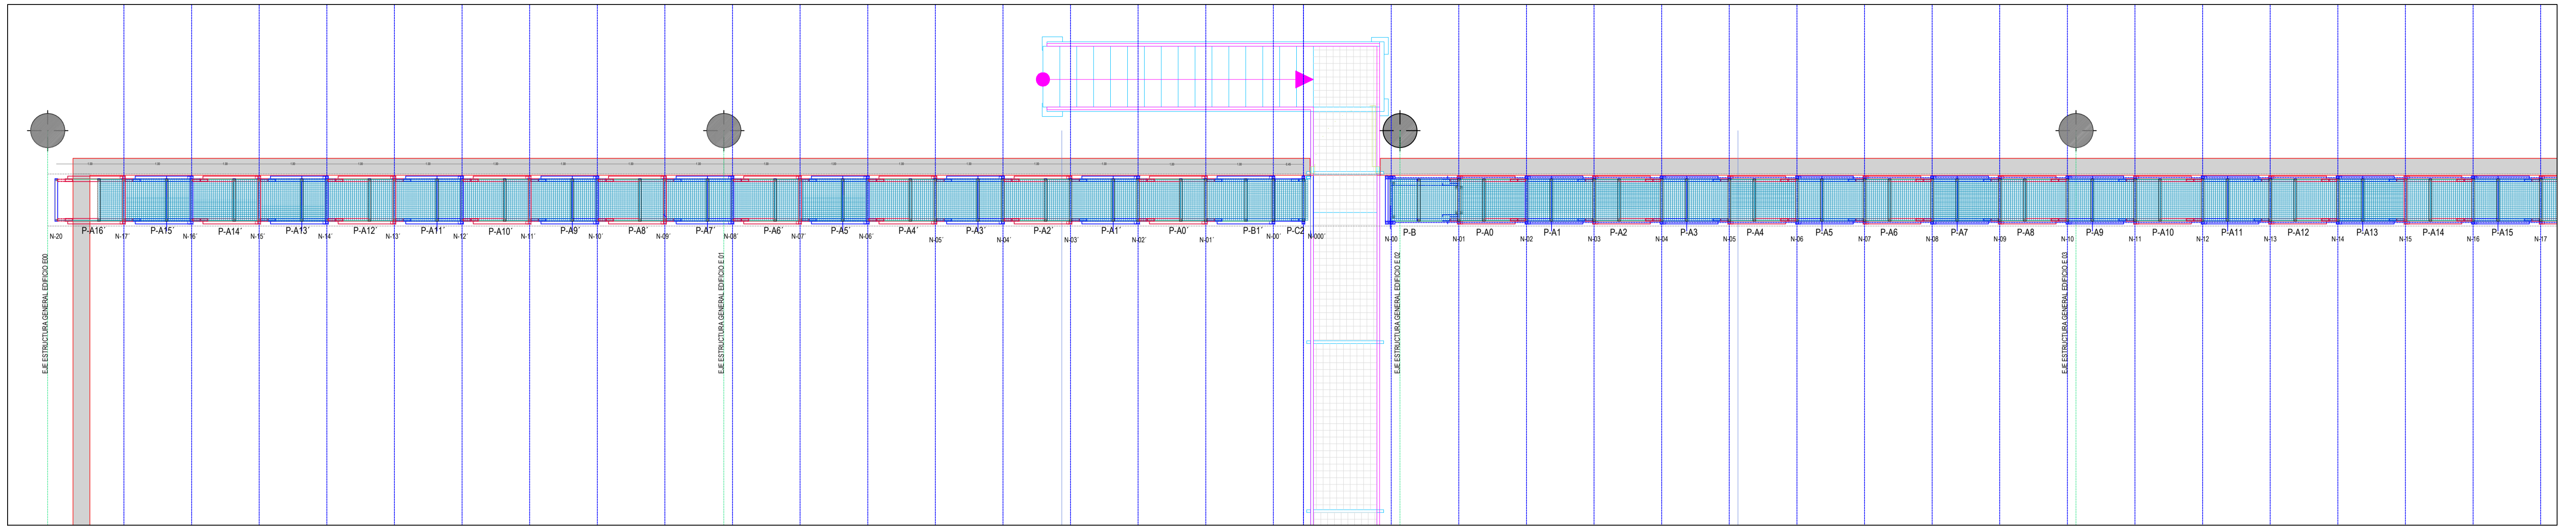 P-A16´
P-A15´
P-A14´
P-A13´
P-A12´
P-A11´
P-A10´
P-A9´
P-A8´
P-A7´
P-A6´
P-A5´
P-A4´
P-A3´
P-A2´
P-A1´
P-A0´
P-B1´
P-C2
P-B
P-A0
P-A1
P-A2
P-A3
P-A4
P-A5
P-A6
P-A7
P-A8
P-A9
P-A10
P-A11
P-A12
P-A13
P-A14
P-A15
N-20
N-17´
N-16´
N-15´
N-14´
N-13´
N-12´
N-11´
N-10´
N-09´
N-08´
N-07´
N-06´
N-05´
N-04´
N-03´
N-02´
N-01´
N-00´
N-000´
N-00
N-01
N-02
N-03
N-04
N-05
N-06
N-07
N-08
N-09
N-10
N-11
N-12
N-13
N-14
N-15
N-16
N-17
EJE ESTRUCTURA GENERAL EDIFICIO E00
EJE ESTRUCTURA GENERAL EDIFICIO E 01
EJE ESTRUCTURA GENERAL EDIFICIO E 02
EJE ESTRUCTURA GENERAL EDIFICIO E 03